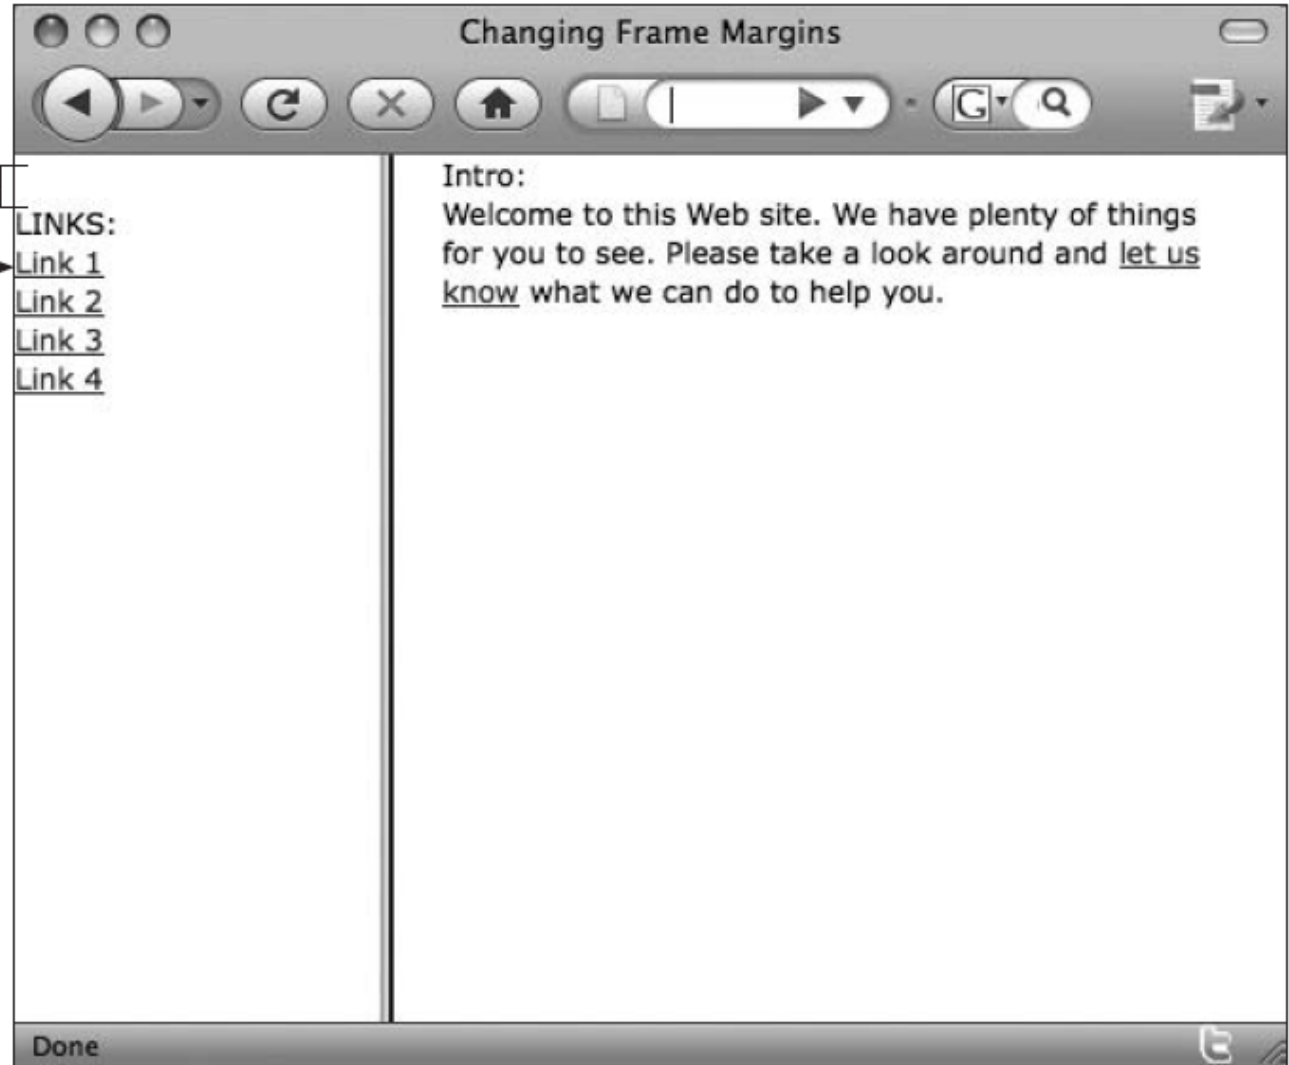 Changing Frame Margins
G
LINKS:
Link 1
Link 2
Link 3
Link 4
Intro:
Welcome to this Web site. We have plenty of things
for you to see. Please take a look around and let us
know what we can do to help you.
Done